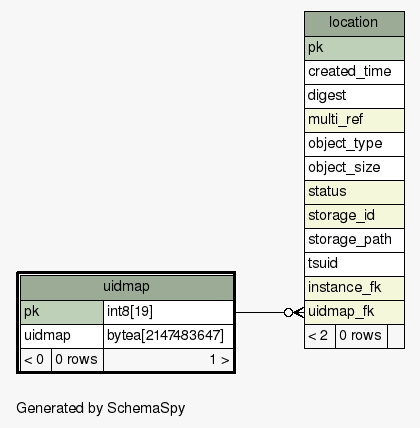 location
pk
created_time
digest
multi_ref
object_type
object_size
status
storage_id
storage_path
tsuid
instance_fk
uidmap_fk
< 2 0 rows
uidmap
pk int8[19]
uidmap bytea[2147483647]
< 0 0 rows 1 >
Generated by SchemaSpy